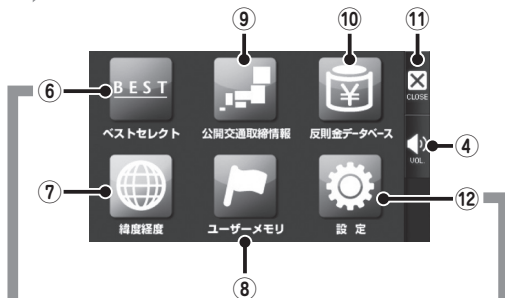 ⑨ ⑩ ⑪
⑥ BEST ¥ CLOSE
ベストセレクト 公開交通取締情報 反則金データベース
④ VOL
⑦ ⑫
緯度経度 ユーザーメモリ 設 定
⑧